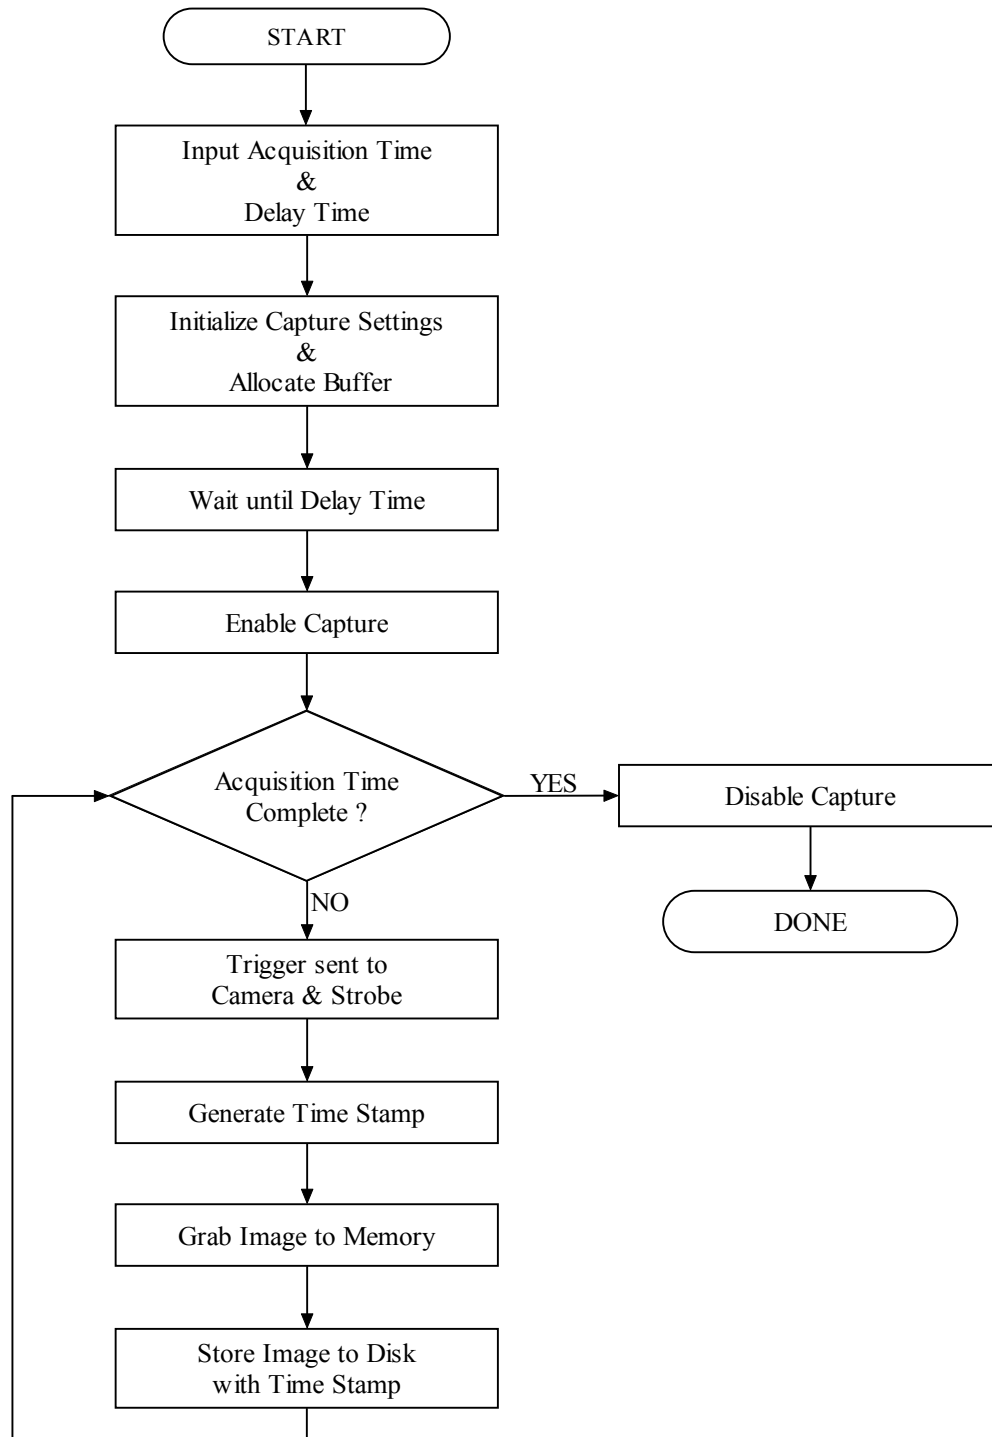 START
Input Acquisition Time
&
Delay Time
Initialize Capture Settings
&
Allocate Buffer
Wait until Delay Time
Enable Capture
Acquisition Time
Complete ?
YES
Disable Capture
NO
DONE
Trigger sent to
Camera & Strobe
Generate Time Stamp
Grab Image to Memory
Store Image to Disk
with Time Stamp